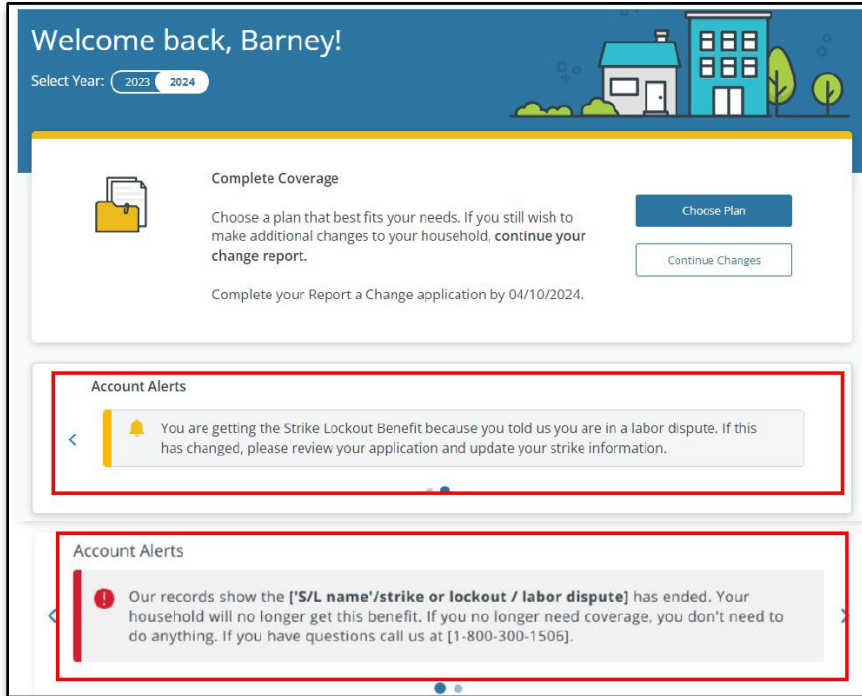 Welcome back, Barney!
Select Year: 2023 2024
Complete Coverage
Choose a plan that best fits your needs. If you still wish to
make additional changes to your household, continue your
change report.
Complete your Report a Change application by 04/10/2024.
Choose Plan
Continue Changes
Account Alerts
You are getting the Strike Lockout Benefit because you told us you are in a labor dispute. If this
has changed, please review your application and update your strike information.
Account Alerts
Our records show the ['S/L name'/strike or lockout / labor dispute] has ended. Your
household will no longer get this benefit. If you no longer need coverage, you don't need to
do anything. If you have questions call us at [1-800-300-1506].